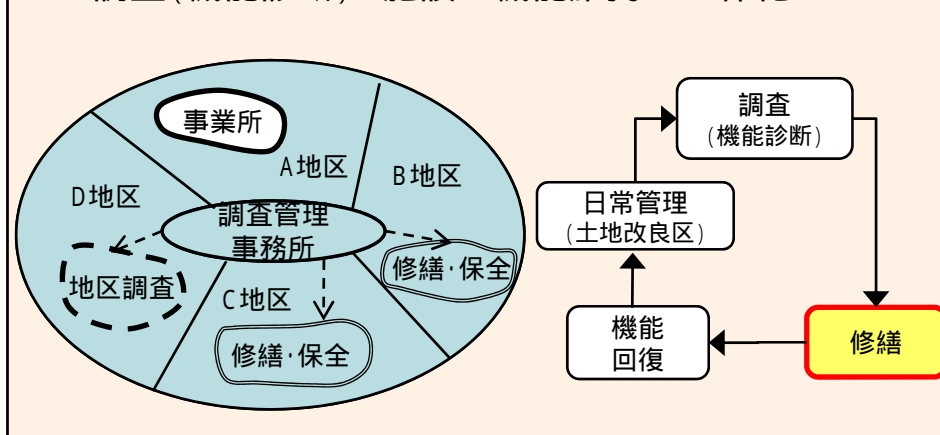 事業所
A地区
B地区
D地区
調査管理
事務所
地区調査
C地区
修繕・保全
修繕・保全
調査
(機能診断)
日常管理
(土地改良区)
機能
回復
修繕